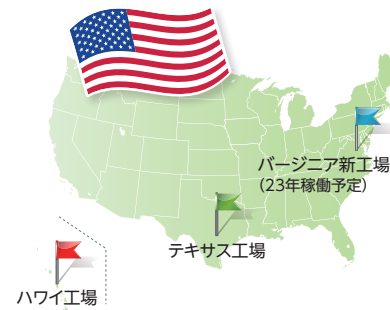 バージニア新工場
（23年稼働予定）
テキサス工場
ハワイ工場